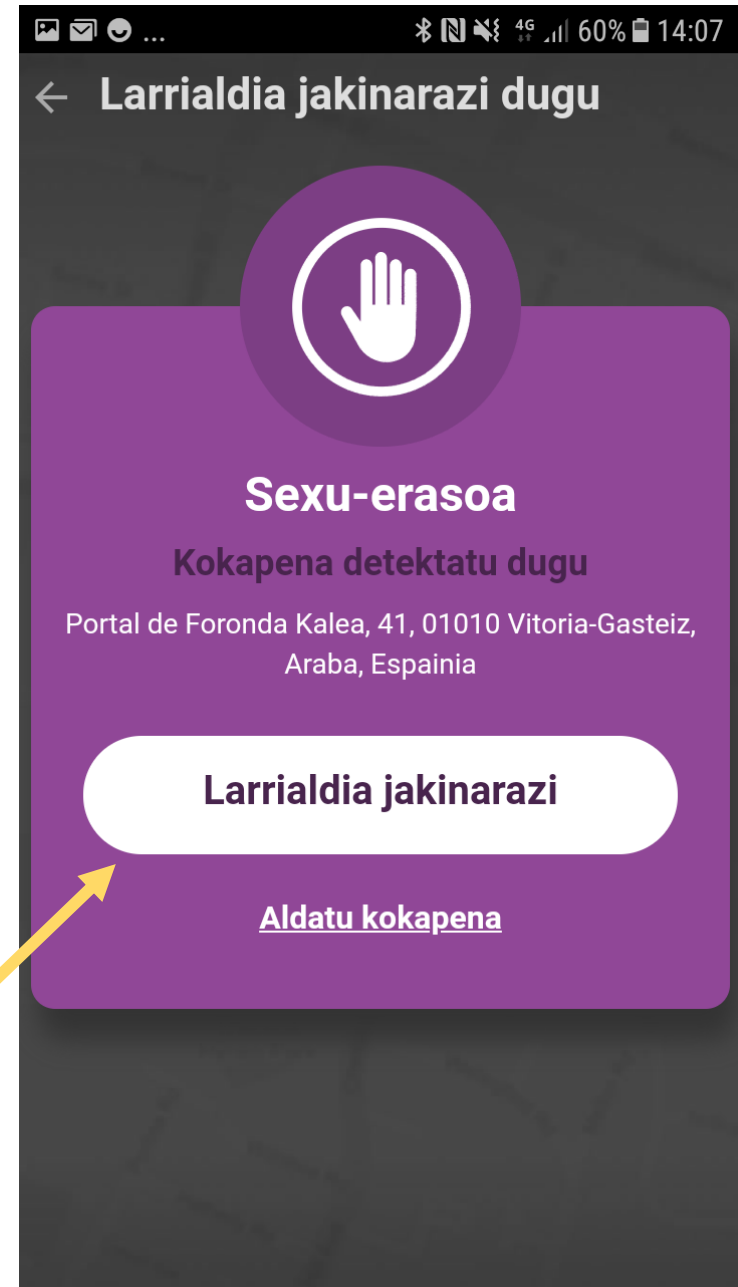 ... 4G 60% 14:07
Larrialdia jakinarazi dugu
Sexu-erasoa
Kokapena detektatu dugu
Portal de Foronda Kalea, 41, 01010 Vitoria-Gasteiz,
Araba, Espainia
Larrialdia jakinarazi
Aldatu kokapena